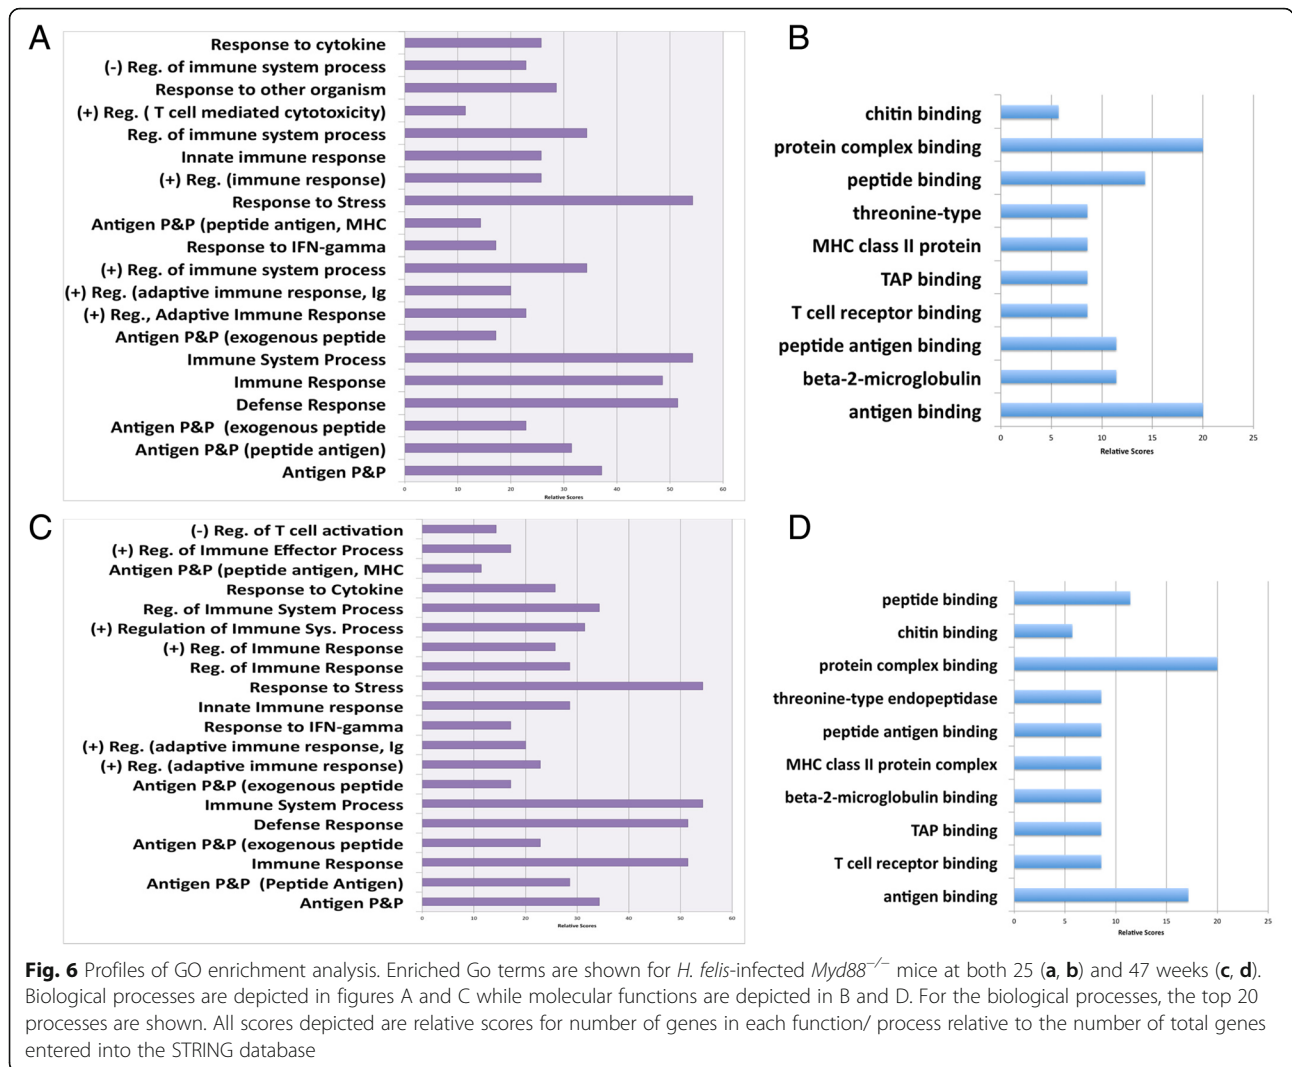 A
Response to cytokine
(-) Reg. of immune system process
Response to other organism
(+) Reg. ( T cell mediated cytotoxicity)
Reg. of immune system process
Innate immune response
(+) Reg. (immune response)
Response to Stress
Antigen P&P (peptide antigen, MHC
Response to IFN-gamma
(+) Reg. of immune system process
(+) Reg. (adaptive immune response, Ig
(+) Reg., Adaptive Immune Response
Antigen P&P (exogenous peptide
Immune System Process
Immune Response
Defense Response
Antigen P&P (exogenous peptide
Antigen P&P (peptide antigen)
Antigen P&P
0 10 20 30 40 50 60
Relative Scores
B
chitin binding
protein complex binding
peptide binding
threonine-type
MHC class II protein
TAP binding
T cell receptor binding
peptide antigen binding
beta-2-microglobulin
antigen binding
0 5 10 15 20 25
Relative Scores
C
(-) Reg. of T cell activation
(+) Reg. of Immune Effector Process
Antigen P&P (peptide antigen, MHC
Response to Cytokine
Reg. of Immune System Process
(+) Regulation of Immune Sys. Process
(+) Reg. of Immune Response
Reg. of Immune Response
Response to Stress
Innate Immune response
Response to IFN-gamma
(+) Reg. (adaptive immune response, Ig
(+) Reg. (adaptive immune response)
Antigen P&P (exogenous peptide
Immune System Process
Defense Response
Antigen P&P (exogenous peptide
Immune Response
Antigen P&P (Peptide Antigen)
Antigen P&P
0 10 20 30 40 50 60
Relative Scores
D
peptide binding
chitin binding
protein complex binding
threonine-type endopeptidase
peptide antigen binding
MHC class II protein complex
beta-2-microglobulin binding
TAP binding
T cell receptor binding
antigen binding
0 5 10 15 20 25
Relative Scores
Fig. 6 Profiles of GO enrichment analysis. Enriched Go terms are shown for H. felis-infected Myd88−/− mice at both 25 (a, b) and 47 weeks (c, d).
Biological processes are depicted in figures A and C while molecular functions are depicted in B and D. For the biological processes, the top 20
processes are shown. All scores depicted are relative scores for number of genes in each function/ process relative to the number of total genes
entered into the STRING database